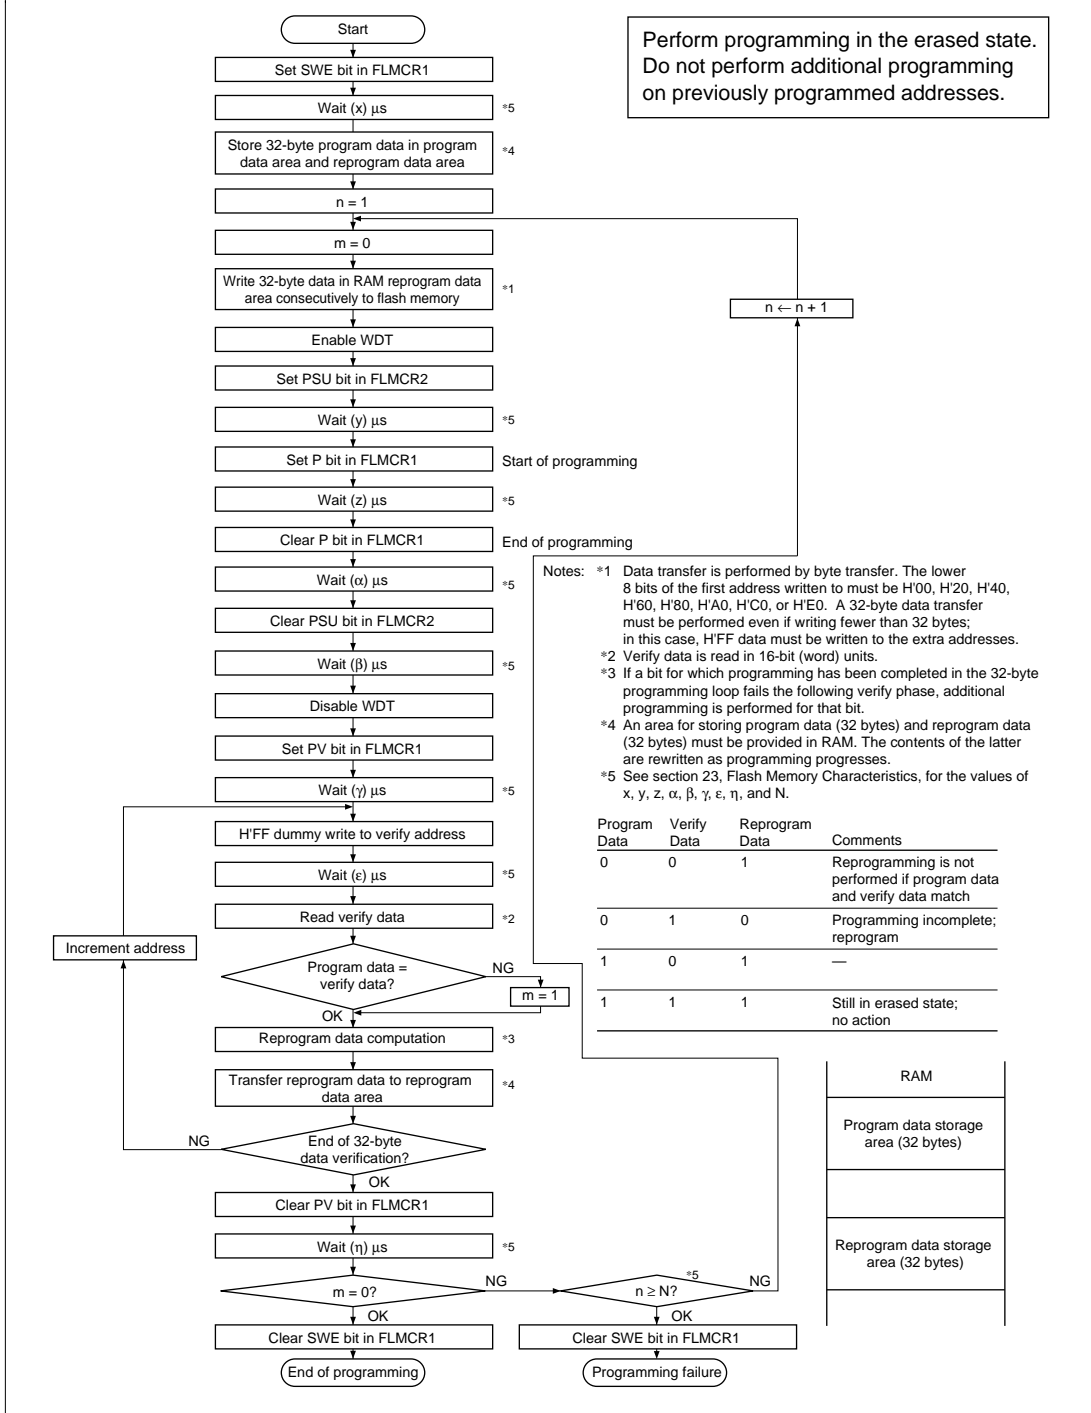 Start
Perform programming in the erased state.
Do not perform additional programming
on previously programmed addresses.
Set SWE bit in FLMCR1
Wait (x) μs
*5
Store 32-byte program data in program
data area and reprogram data area
*4
n = 1
m = 0
Write 32-byte data in RAM reprogram data
area consecutively to flash memory
*1
n ← n + 1
Enable WDT
Set PSU bit in FLMCR2
Wait (y) μs
*5
Set P bit in FLMCR1
Start of programming
Wait (z) μs
*5
Clear P bit in FLMCR1
End of programming
Wait (α) μs
*5
Clear PSU bit in FLMCR2
Wait (β) μs
*5
Disable WDT
Set PV bit in FLMCR1
Wait (γ) μs
*5
H'FF dummy write to verify address
Wait (ε) μs
*5
Read verify data
*2
Increment address
Program data =
verify data?
NG
m = 1
OK
Reprogram data computation
*3
Transfer reprogram data to reprogram
data area
*4
End of 32-byte
data verification?
NG
OK
Clear PV bit in FLMCR1
Wait (η) μs
*5
m = 0?
NG
OK
Clear SWE bit in FLMCR1
End of programming
n ≥ N?
*5
NG
OK
Clear SWE bit in FLMCR1
Programming failure
Notes: *1 Data transfer is performed by byte transfer. The lower
8 bits of the first address written to must be H'00, H'20, H'40,
H'60, H'80, H'A0, H'C0, or H'E0. A 32-byte data transfer
must be performed even if writing fewer than 32 bytes;
in this case, H'FF data must be written to the extra addresses.
*2 Verify data is read in 16-bit (word) units.
*3 If a bit for which programming has been completed in the 32-byte
programming loop fails the following verify phase, additional
programming is performed for that bit.
*4 An area for storing program data (32 bytes) and reprogram data
(32 bytes) must be provided in RAM. The contents of the latter
are rewritten as programming progresses.
*5 See section 23, Flash Memory Characteristics, for the values of
x, y, z, α, β, γ, ε, η, and N.
Program Verify Reprogram
Data Data Data Comments
0 0 1 Reprogramming is not
performed if program data
and verify data match
0 1 0 Programming incomplete;
reprogram
1 0 1 —
1 1 1 Still in erased state;
no action
RAM
Program data storage
area (32 bytes)
Reprogram data storage
area (32 bytes)